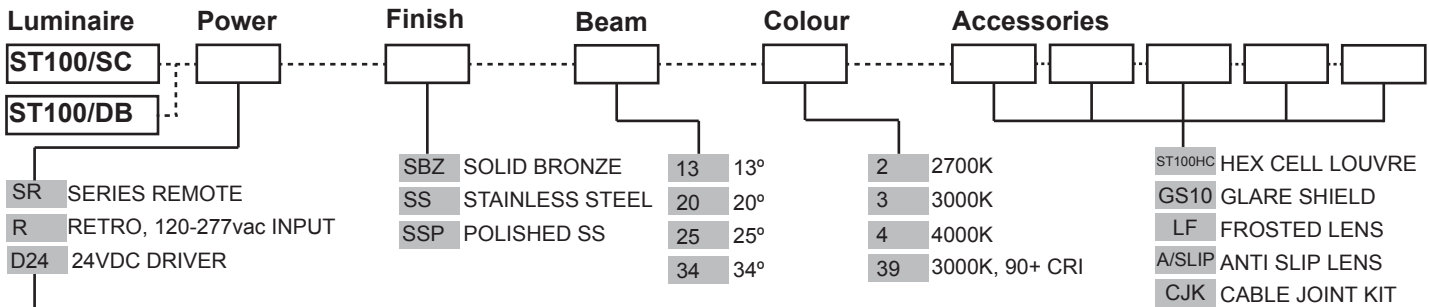 Luminaire Power Finish Beam Colour Accessories
ST100/SC
ST100/DB
SR SERIES REMOTE
R RETRO, 120-277vac INPUT
D24 24VDC DRIVER
SBZ SOLID BRONZE
SS STAINLESS STEEL
SSP POLISHED SS
13 13º
20 20º
25 25º
34 34º
2 2700K
3 3000K
4 4000K
39 3000K, 90+ CRI
ST100HC HEX CELL LOUVRE
GS10 GLARE SHIELD
LF FROSTED LENS
A/SLIP ANTI SLIP LENS
CJK CABLE JOINT KIT